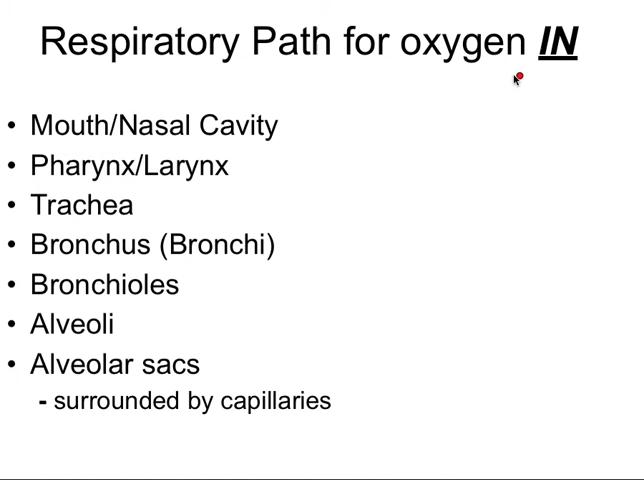 Respiratory Path for oxygen IN
• Mouth/Nasal Cavity
• Pharynx/Larynx
• Trachea
• Bronchus (Bronchi)
• Bronchioles
• Alveoli
• Alveolar sacs
- surrounded by capillaries